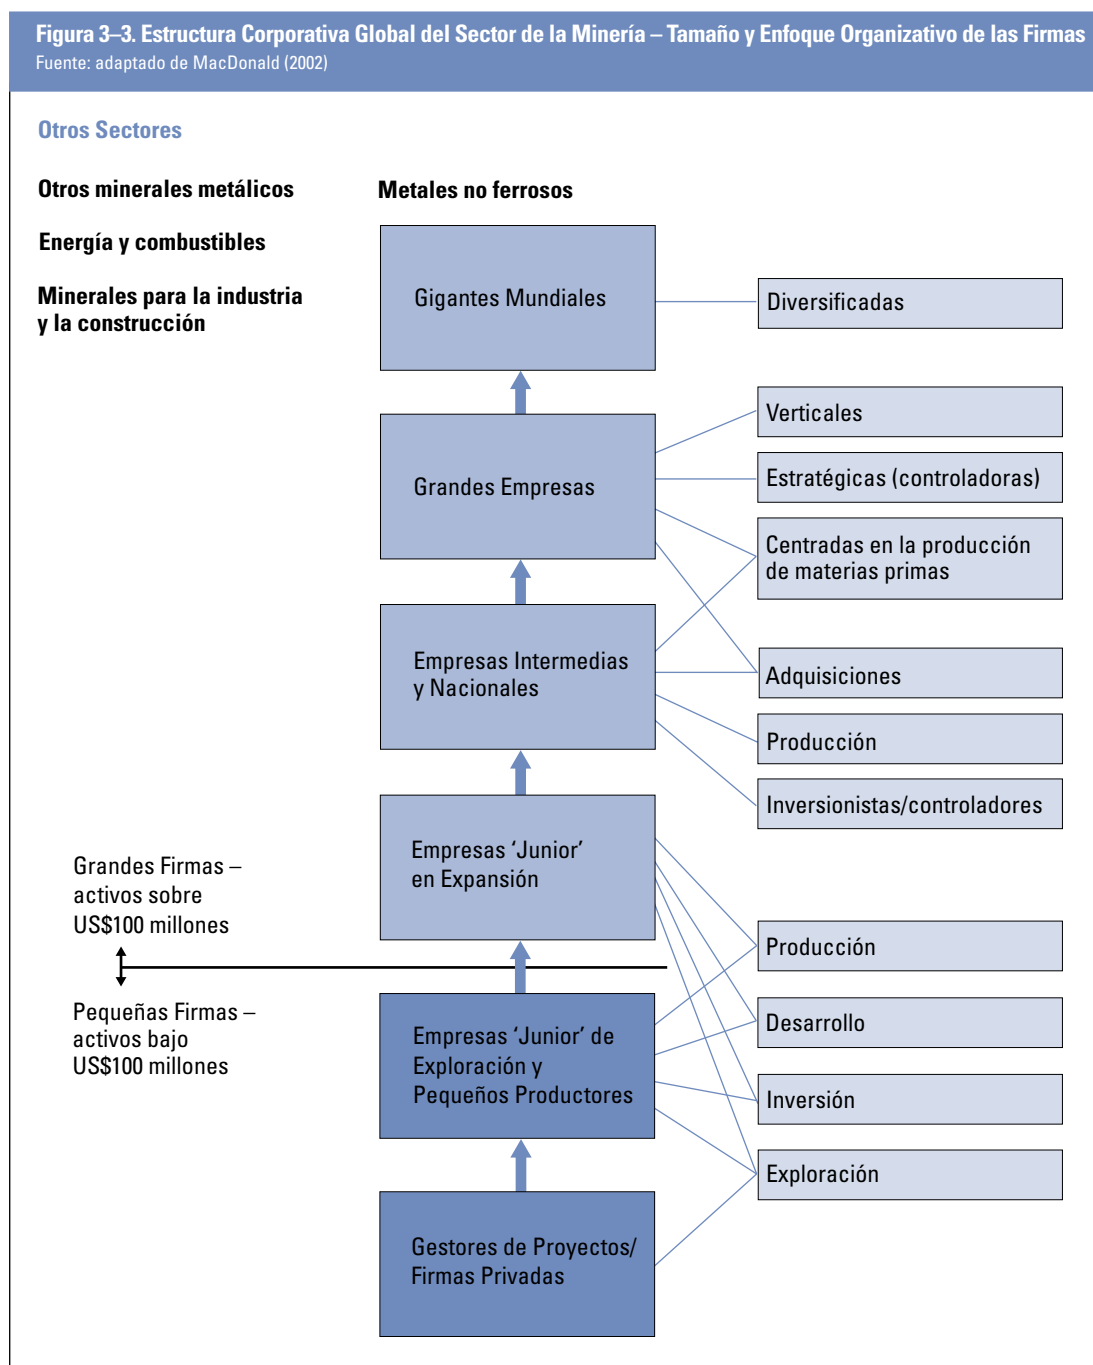 Figura 3–3. Estructura Corporativa Global del Sector de la Minería – Tamaño y Enfoque Organizativo de las Firmas
Fuente: adaptado de MacDonald (2002)
Otros Sectores
Otros minerales metálicos
Energía y combustibles
Minerales para la industria
y la construcción
Metales no ferrosos
Gigantes Mundiales
Diversificadas
Grandes Empresas
Verticales
Estratégicas (controladoras)
Centradas en la producción
de materias primas
Empresas Intermedias
y Nacionales
Adquisiciones
Producción
Inversionistas/controladores
Empresas ‘Junior’
en Expansión
Grandes Firmas –
activos sobre
US$100 millones
Pequeñas Firmas –
activos bajo
US$100 millones
Empresas ‘Junior’ de
Exploración y
Pequeños Productores
Producción
Desarrollo
Inversión
Exploración
Gestores de Proyectos/
Firmas Privadas